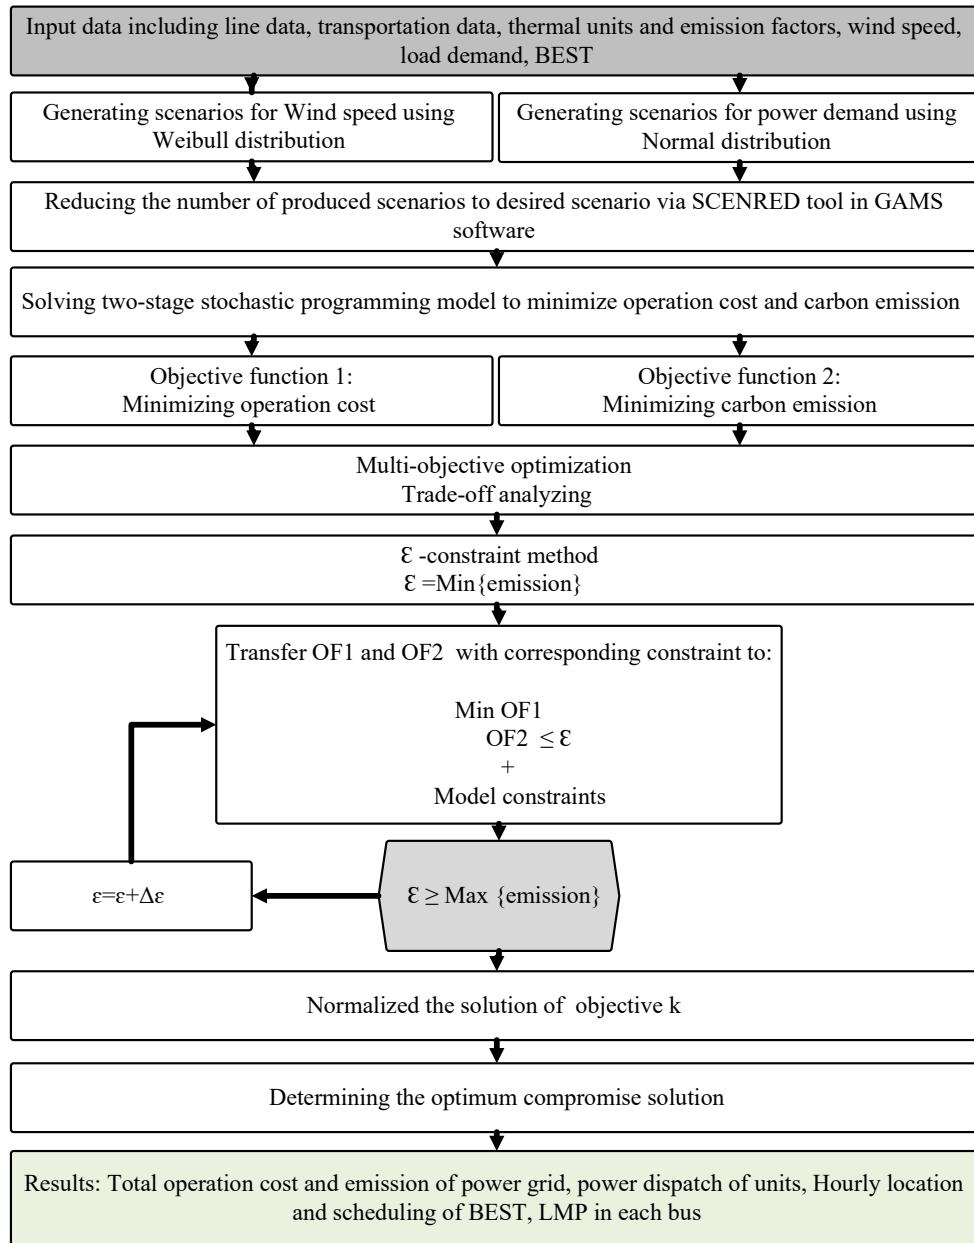 Input data including line data, transportation data, thermal units and emission factors, wind speed,
load demand, BEST
Generating scenarios for Wind speed using
Weibull distribution
Generating scenarios for power demand using
Normal distribution
Reducing the number of produced scenarios to desired scenario via SCENRED tool in GAMS
software
Solving two-stage stochastic programming model to minimize operation cost and carbon emission
Objective function 1:
Minimizing operation cost
Objective function 2:
Minimizing carbon emission
Multi-objective optimization
Trade-off analyzing
Ɛ -constraint method
Ɛ =Min{emission}
Transfer OF1 and OF2 with corresponding constraint to:
Min OF1
OF2 ≤ Ɛ
+
Model constraints
ε=ε+Δε
Ɛ ≥ Max {emission}
Normalized the solution of objective k
Determining the optimum compromise solution
Results: Total operation cost and emission of power grid, power dispatch of units, Hourly location
and scheduling of BEST, LMP in each bus